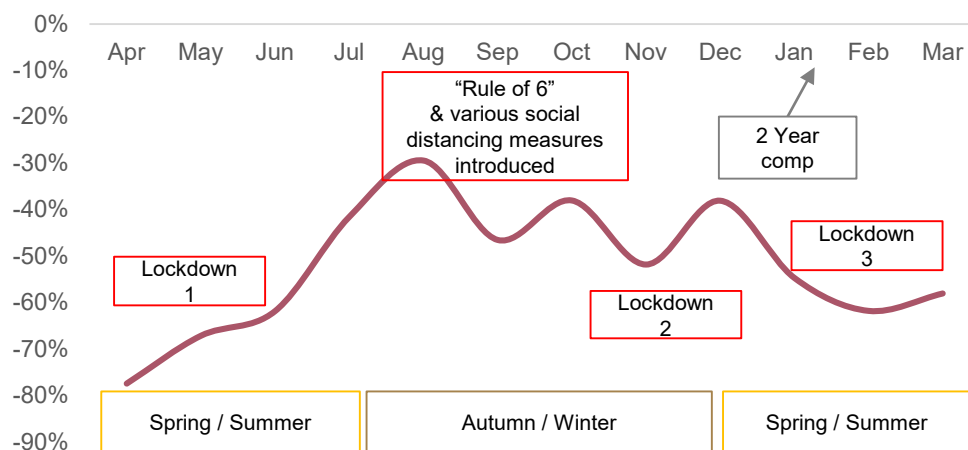 0%
Apr May Jun Jul Aug Sep Oct Nov Dec Jan Feb Mar
-10%
“Rule of 6”
& various social
distancing measures
introduced
-20%
2 Year
comp
-30%
-40%
Lockdown
3
-50%
Lockdown
1
-60%
Lockdown
2
-70%
-80%
Spring / Summer
Autumn / Winter
Spring / Summer
-90%